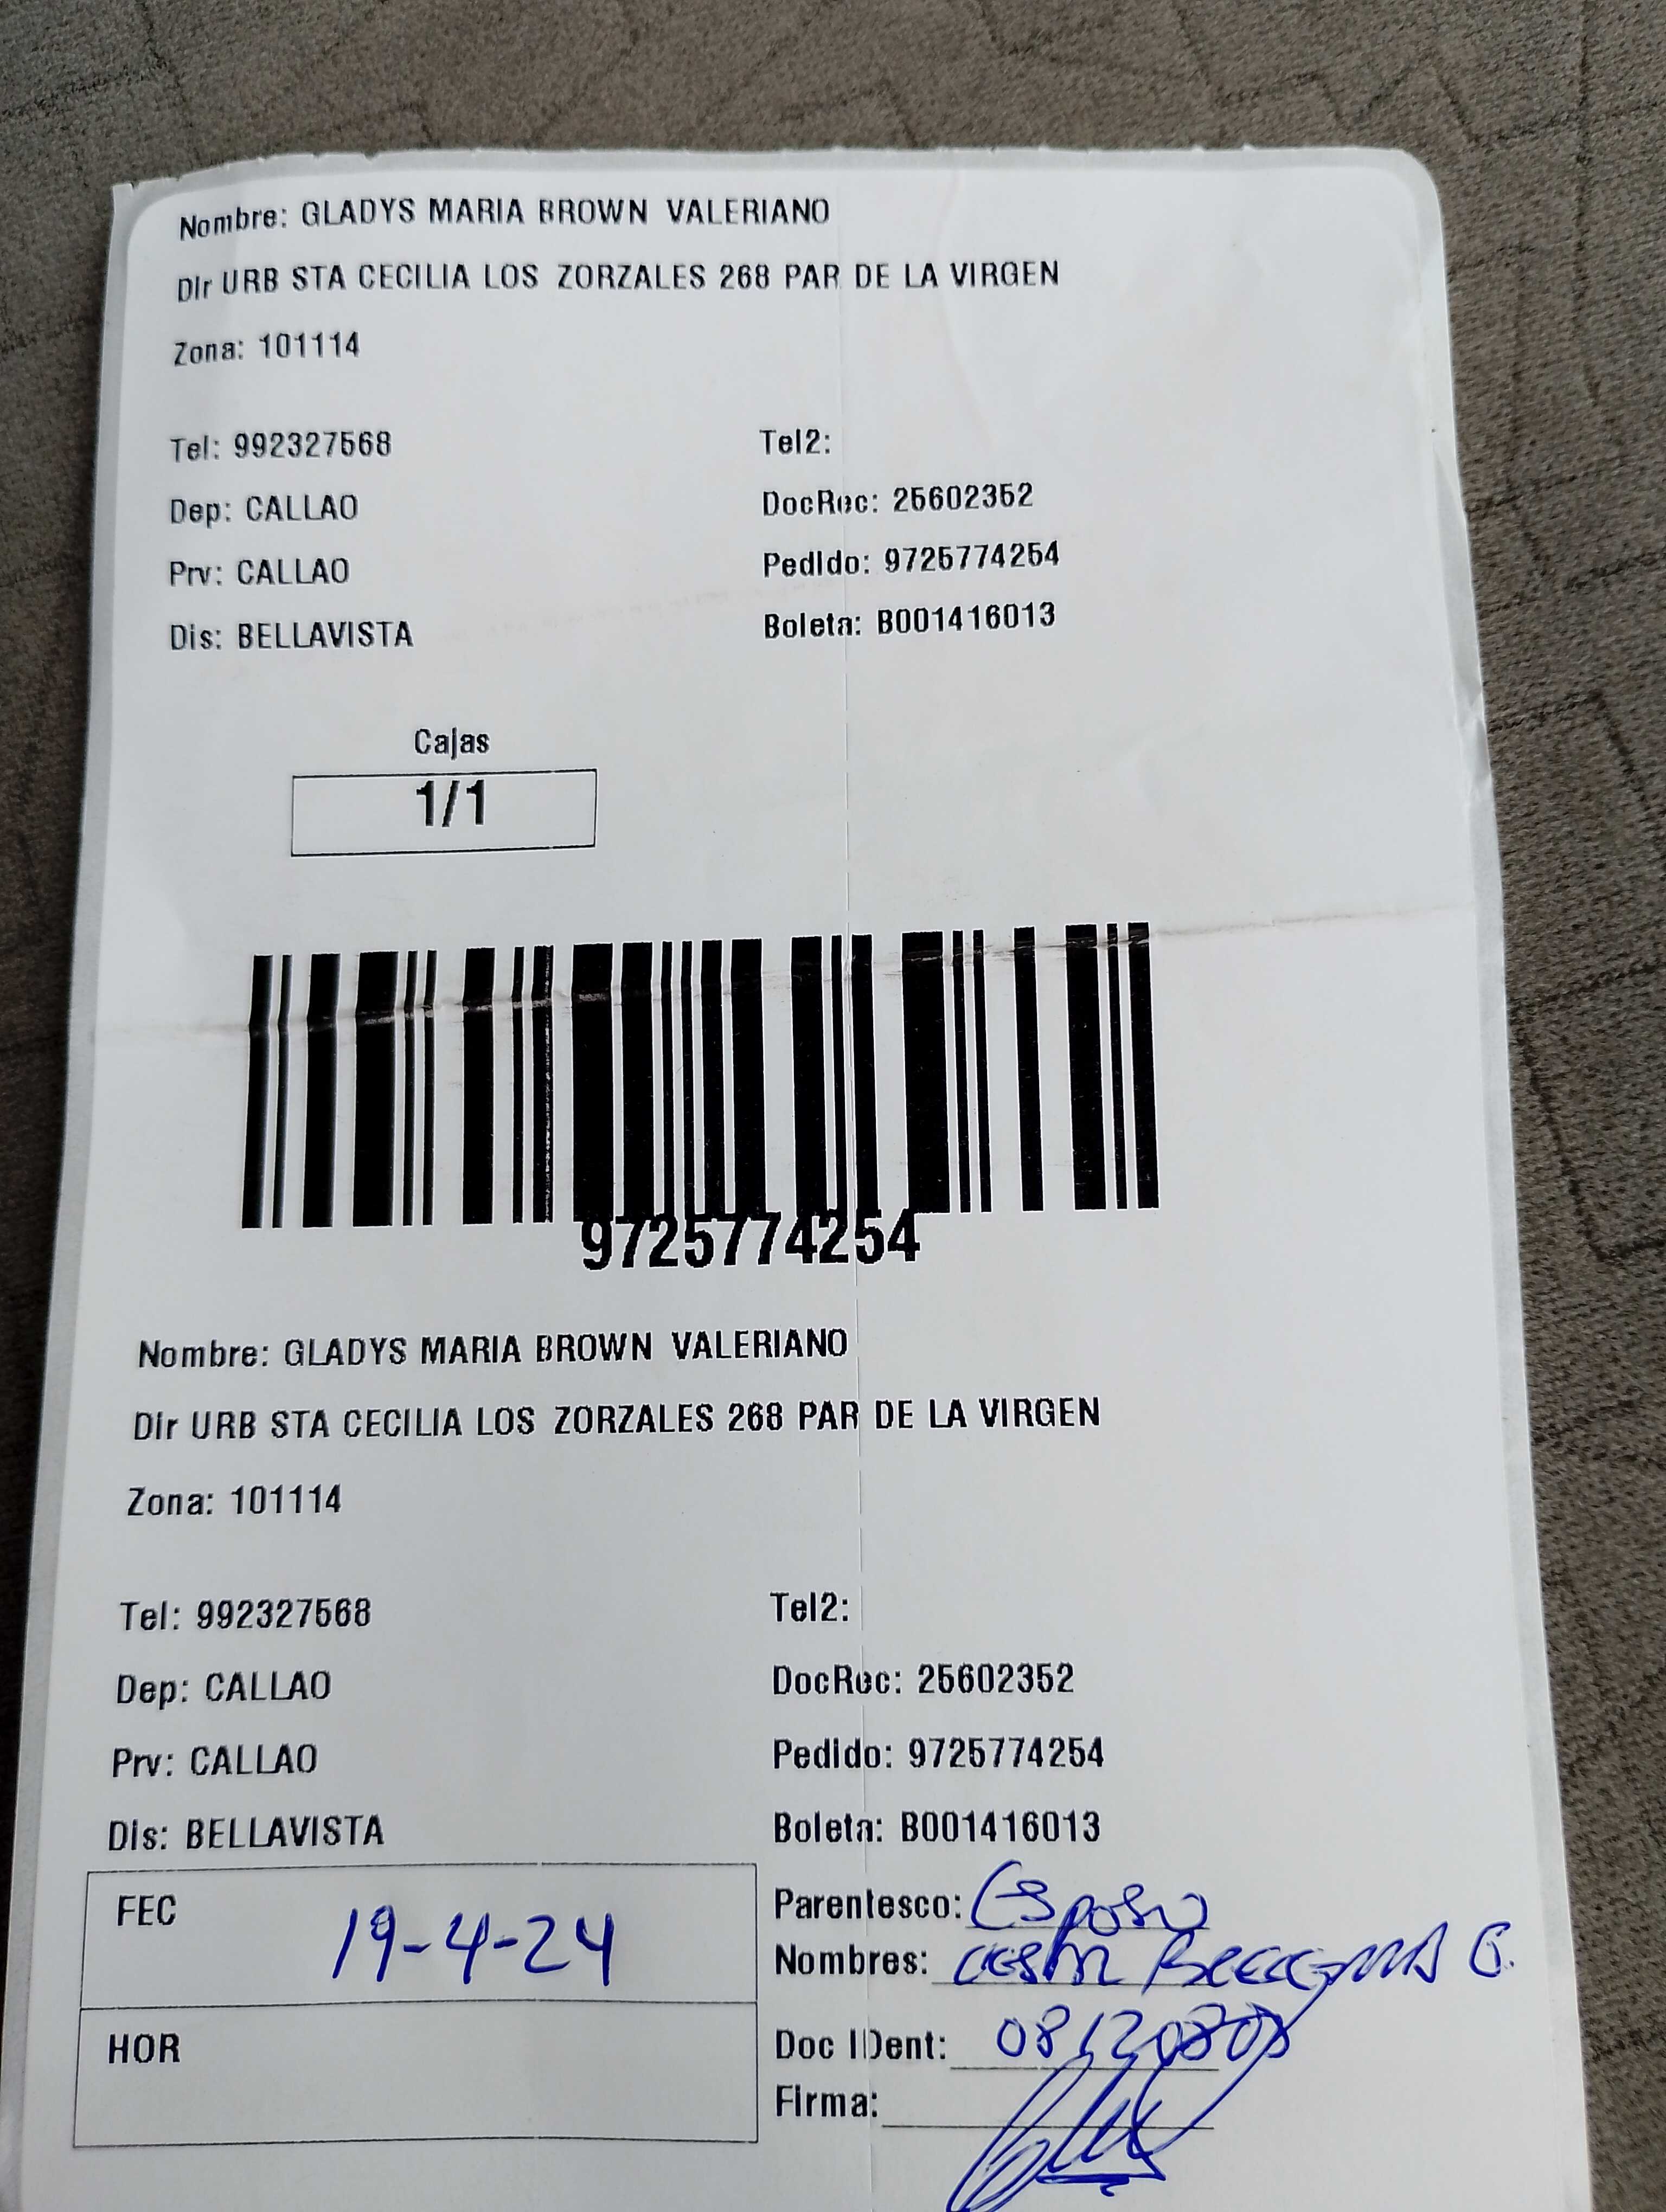 Nombre: GLADYS MARIA BROWN VALERIANO
Dir URB STA CECILIA LOS ZORZALES 268 PAR DE LA VIRGEN
Zona: 101114
Tel: 992327568 Tel2:
Dep: CALLAO DocRec: 25602352
Prv: CALLAO Pedido: 9725774254
Dis: BELLAVISTA Boleta: B001416013
Cajas
1/1
9725774254
Nombre: GLADYS MARIA BROWN VALERIANO
Dir URB STA CECILIA LOS ZORZALES 268 PAR DE LA VIRGEN
Zona: 101114
Tel: 992327568 Tel2:
Dep: CALLAO DocRec: 25602352
Prv: CALLAO Pedido: 9725774254
Dis: BELLAVISTA Boleta: B001416013
FEC 19-4-24 Parentesco: Esposo
Nombres:
HOR Doc IDent:
Firma: